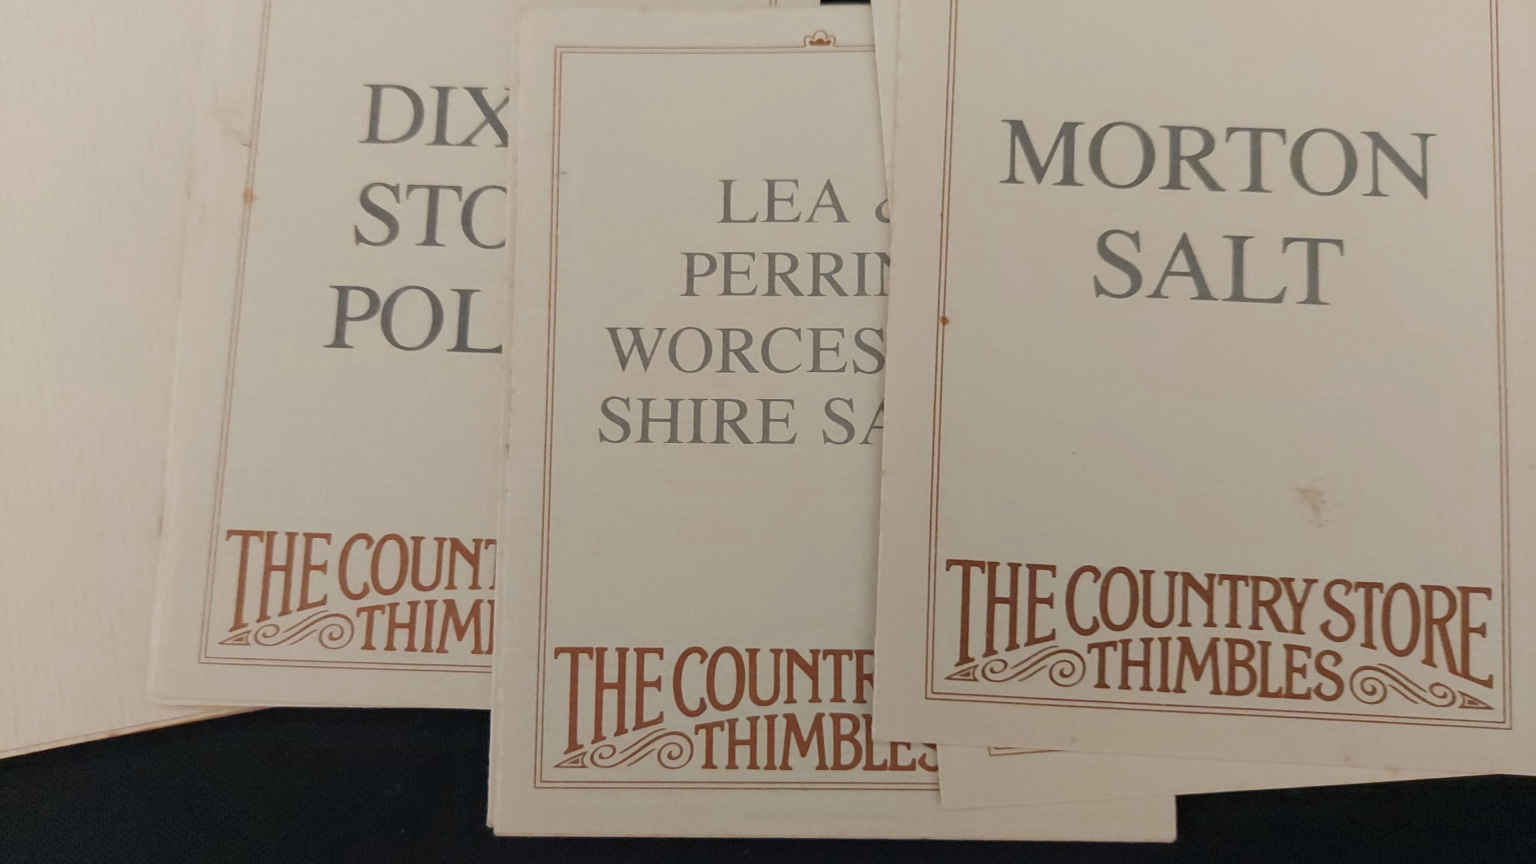 DIX
STO
POL
THE COUNT
THIMB
LEA &
PERRIN
WORCES
SHIRE SA
THE COUNTR
THIMBLES
MORTON
SALT
THE COUNTRY STORE
THIMBLES